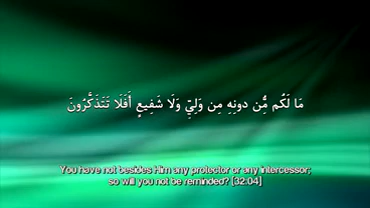 مَا لَكُم مِّن دُونِهِ مِن وَلِيٍّ وَلَا شَفِيعٍ أَفَلَا تَتَذَكَّرُونَ
You have not besides Him any protector or any intercessor;
so will you not be reminded? [32:04]